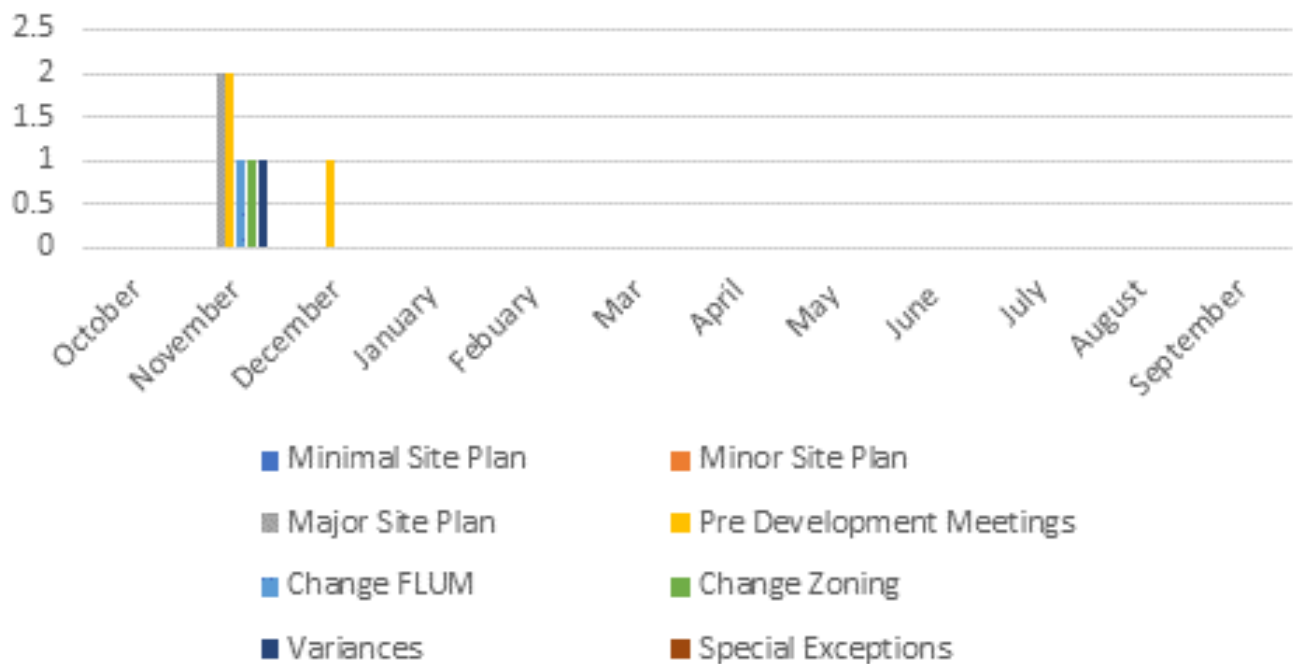 2.5
2
1.5
1
0.5
0
October
November
December
January
Febuary
Mar
April
May
June
July
August
September
Minimal Site Plan
Minor Site Plan
Major Site Plan
Pre Development Meetings
Change FLUM
Change Zoning
Variances
Special Exceptions